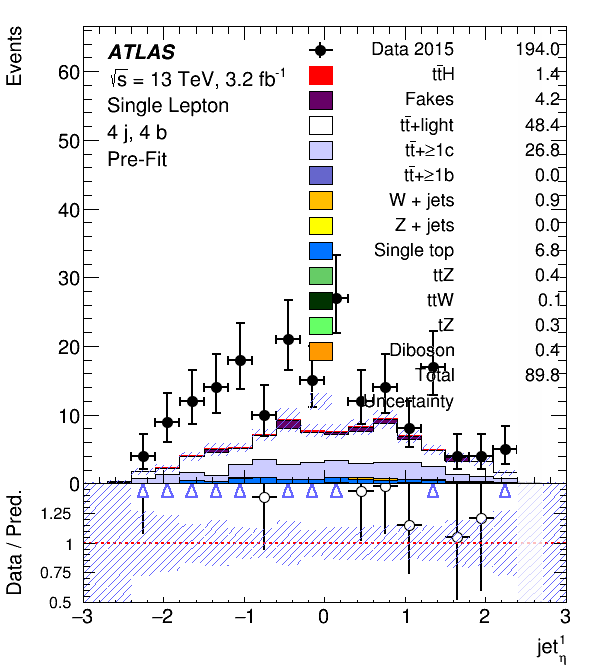 Events
60
50
40
30
20
10
0
ATLAS
√s = 13 TeV, 3.2 fb⁻¹
Single Lepton
4 j, 4 b
Pre-Fit
Data 2015 194.0
tt̄H 1.4
Fakes 4.2
tt̄+light 48.4
tt̄+≥1c 26.8
tt̄+≥1b 0.0
W + jets 0.9
Z + jets 0.0
Single top 6.8
ttZ 0.4
ttW 0.1
tZ 0.3
Diboson 0.4
Total 89.8
Uncertainty
Data / Pred.
1.25
1
0.75
0.5
−3 −2 −1 0 1 2 3
jet¹η